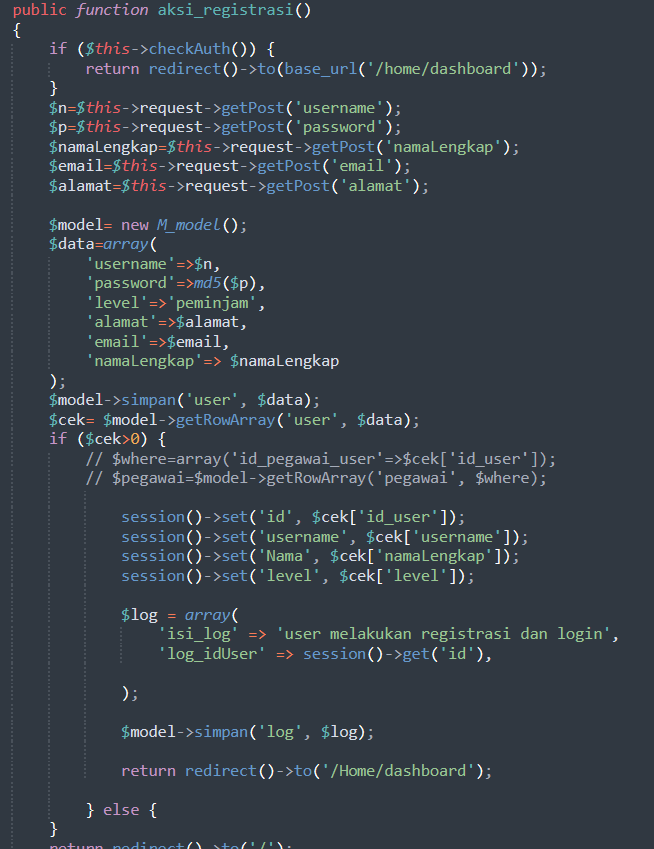 public function aksi_registrasi()
{
if ($this->checkAuth()) {
return redirect()->to(base_url('/home/dashboard'));
}
$n=$this->request->getPost('username');
$p=$this->request->getPost('password');
$namaLengkap=$this->request->getPost('namaLengkap');
$email=$this->request->getPost('email');
$alamat=$this->request->getPost('alamat');
$model= new M_model();
$data=array(
'username'=>$n,
'password'=>md5($p),
'level'=>'peminjam',
'alamat'=>$alamat,
'email'=>$email,
'namaLengkap'=> $namaLengkap
);
$model->simpan('user', $data);
$cek= $model->getRowArray('user', $data);
if ($cek>0) {
// $where=array('id_pegawai_user'=>$cek['id_user']);
// $pegawai=$model->getRowArray('pegawai', $where);
session()->set('id', $cek['id_user']);
session()->set('username', $cek['username']);
session()->set('Nama', $cek['namaLengkap']);
session()->set('level', $cek['level']);
$log = array(
'isi_log' => 'user melakukan registrasi dan login',
'log_idUser' => session()->get('id'),
);
$model->simpan('log', $log);
return redirect()->to('/Home/dashboard');
} else {
}
return redirect()->to('/');